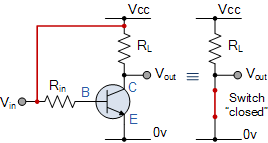 Vcc
Vcc
RL
RL
Rin
C
Vout
Vout
B
Vin
E
Switch
"closed"
0v
0v